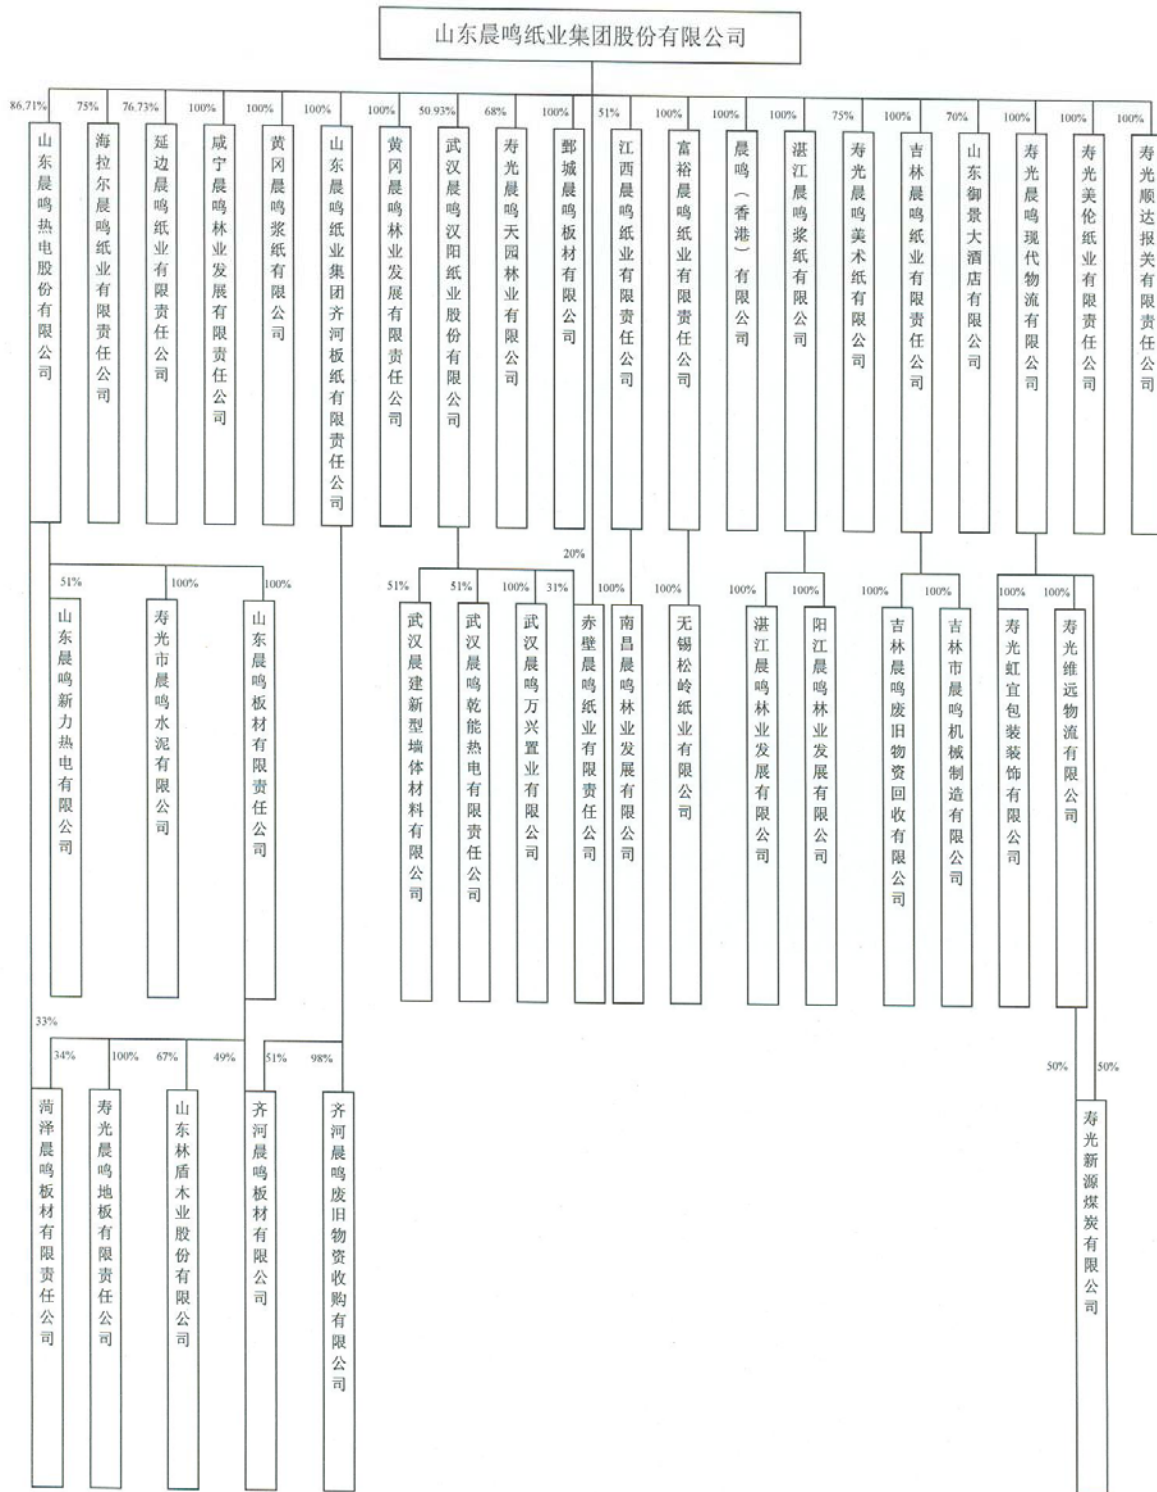 山东晨鸣纸业集团股份有限公司
86.71%
75%
76.73%
100%
100%
100%
100%
50.93%
68%
100%
51%
100%
100%
100%
75%
100%
70%
100%
100%
100%
山东晨鸣热电股份有限公司
海拉尔晨鸣纸业有限责任公司
延边晨鸣纸业有限责任公司
咸宁晨鸣林业发展有限责任公司
黄冈晨鸣浆纸有限公司
山东晨鸣纸业集团齐河板纸有限责任公司
黄冈晨鸣林业发展有限责任公司
武汉晨鸣汉阳纸业股份有限公司
寿光晨鸣天园林业有限公司
鄄城晨鸣板材有限公司
江西晨鸣纸业有限责任公司
富裕晨鸣纸业有限责任公司
晨鸣（香港）有限公司
湛江晨鸣浆纸有限公司
寿光晨鸣美术纸有限公司
吉林晨鸣纸业有限责任公司
山东御景大酒店有限公司
寿光晨鸣现代物流有限公司
寿光美伦纸业有限责任公司
寿光顺达报关有限责任公司
20%
51%
100%
100%
51%
51%
100%
31%
100%
100%
100%
100%
100%
100%
100%
100%
山东晨鸣新力热电有限公司
寿光市晨鸣水泥有限公司
山东晨鸣板材有限责任公司
武汉晨建新型墙体材料有限公司
武汉晨鸣乾能热电有限责任公司
武汉晨鸣万兴置业有限公司
赤壁晨鸣纸业有限责任公司
南昌晨鸣林业发展有限公司
无锡松岭纸业有限公司
湛江晨鸣林业发展有限公司
阳江晨鸣林业发展有限公司
吉林晨鸣废旧物资回收有限公司
吉林市晨鸣机械制造有限公司
寿光虹宜包装装饰有限公司
寿光维远物流有限公司
33%
34%
100%
67%
49%
51%
98%
50%
50%
菏泽晨鸣板材有限责任公司
寿光晨鸣地板有限责任公司
山东林盾木业股份有限公司
齐河晨鸣板材有限公司
齐河晨鸣废旧物资收购有限公司
寿光新源煤炭有限公司